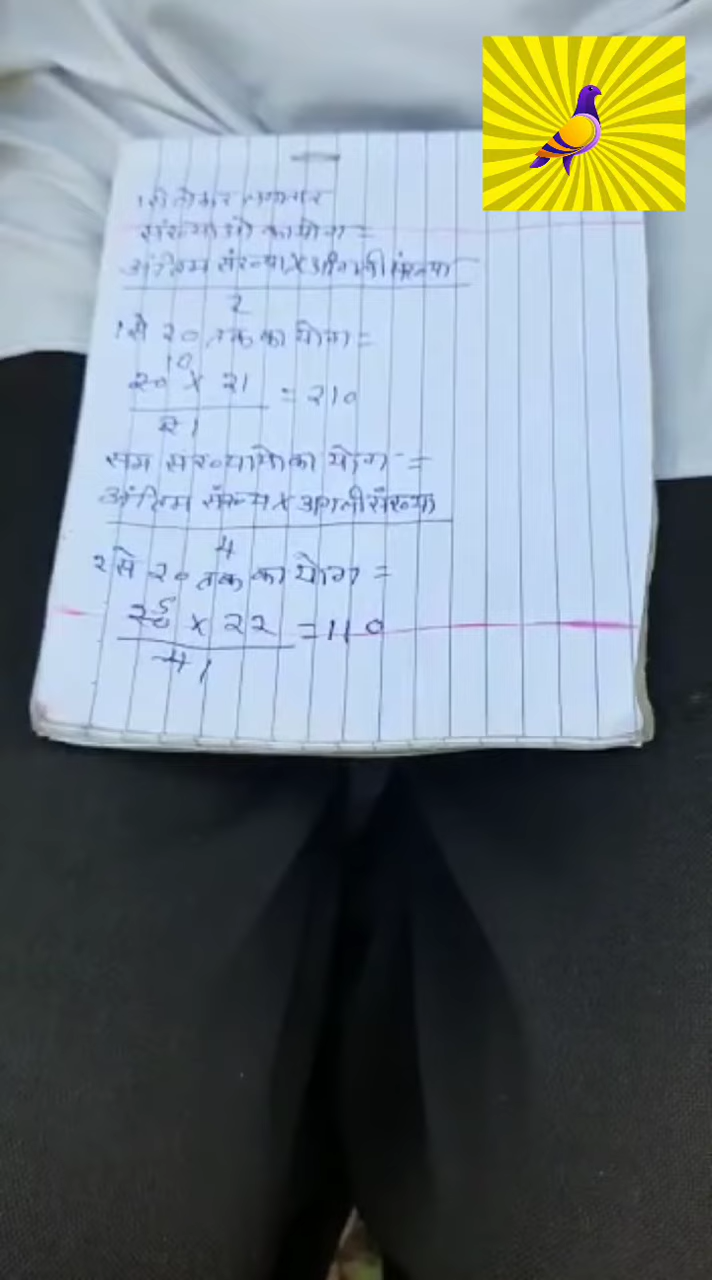 1 से लेकर लगातार
संख्याओं का योग =
अंतिम संख्या X अगली संख्या
2
1 से 20 तक का योग =
10
20 X 21 = 210
2 1
सम संख्याओं का योग =
अंतिम संख्य X अगली संख्या
4
2 से 20 तक का योग =
5
20 X 22 = 110
4 1